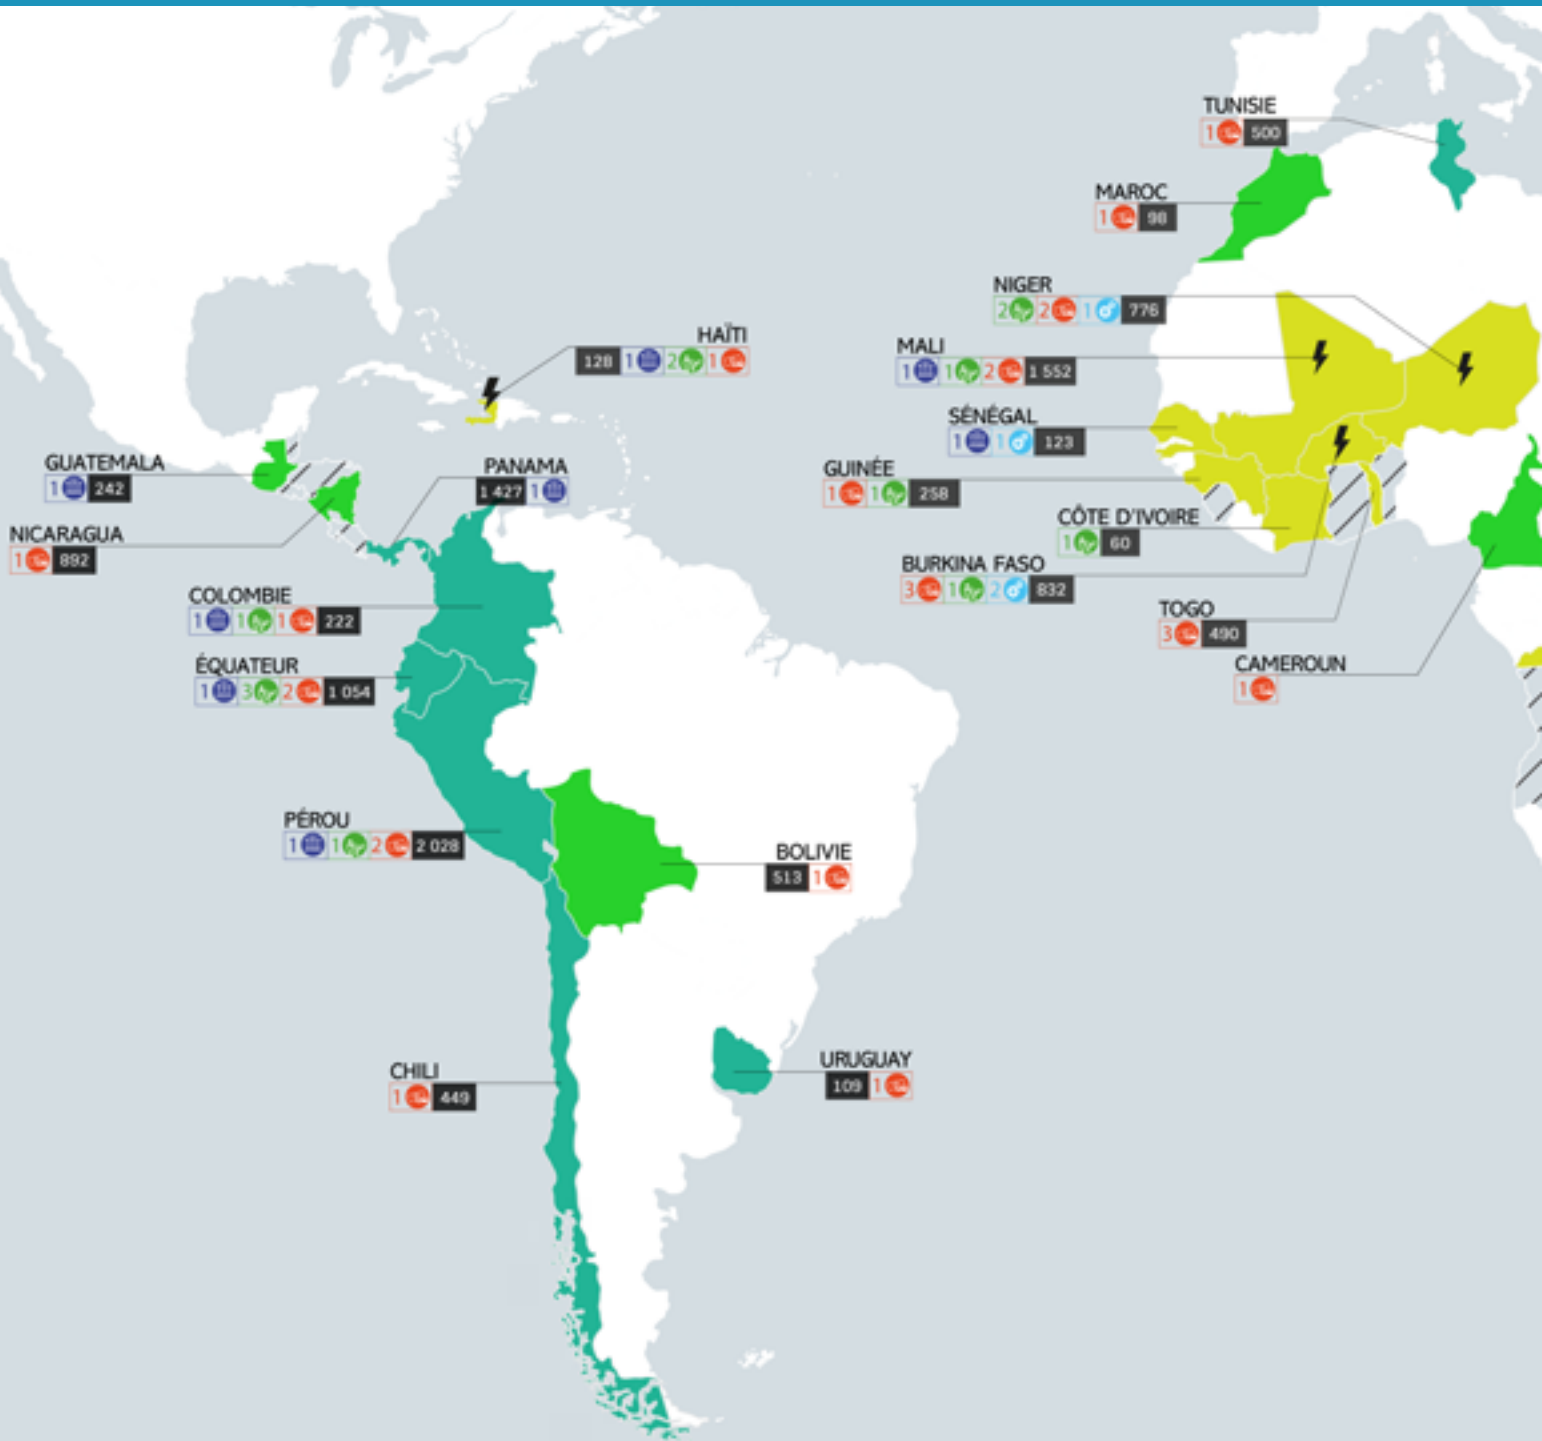 TUNISIE
1 500
MAROC
1 98
NIGER
2 2 1 776
HAÏTI
128 1 2 1
MALI
1 1 2 1 552
SÉNÉGAL
1 1 123
GUATEMALA
1 242
PANAMA
1 427 1
GUINÉE
1 1 258
CÔTE D'IVOIRE
1 60
NICARAGUA
1 892
BURKINA FASO
3 1 2 832
COLOMBIE
1 1 1 222
TOGO
3 490
ÉQUATEUR
1 3 2 1 054
CAMEROUN
1
PÉROU
1 1 2 2 028
BOLIVIE
513 1
URUGUAY
109 1
CHILI
1 449